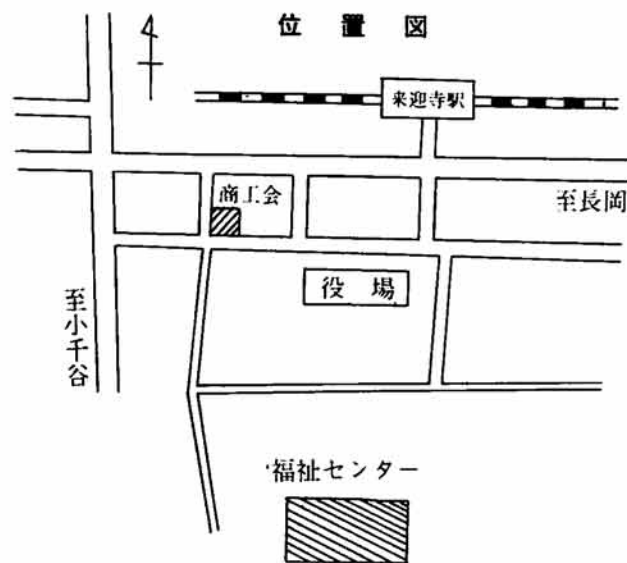 位置図
来迎寺駅
商工会
至長岡
役場
至小千谷
福祉センター